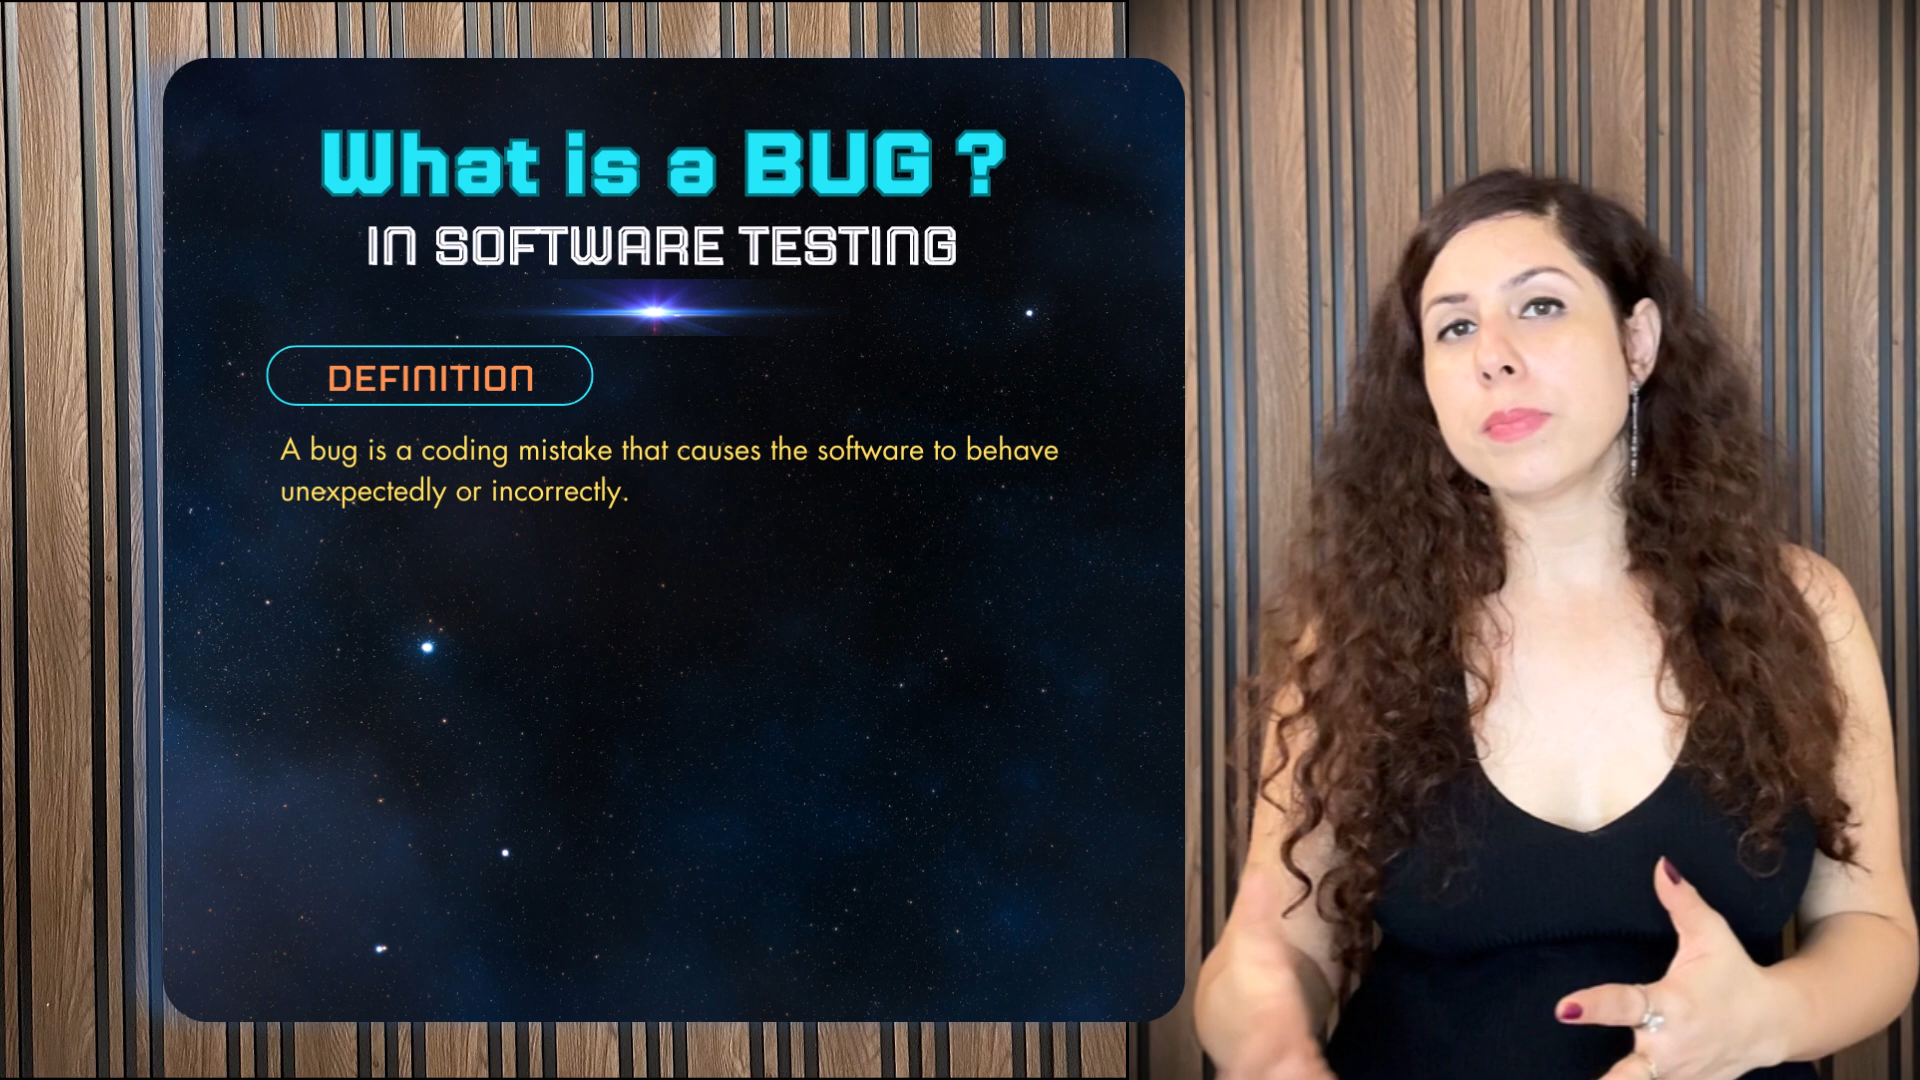 What is a BUG ?
IN SOFTWARE TESTING
DEFINITION
A bug is a coding mistake that causes the software to behave
unexpectedly or incorrectly.